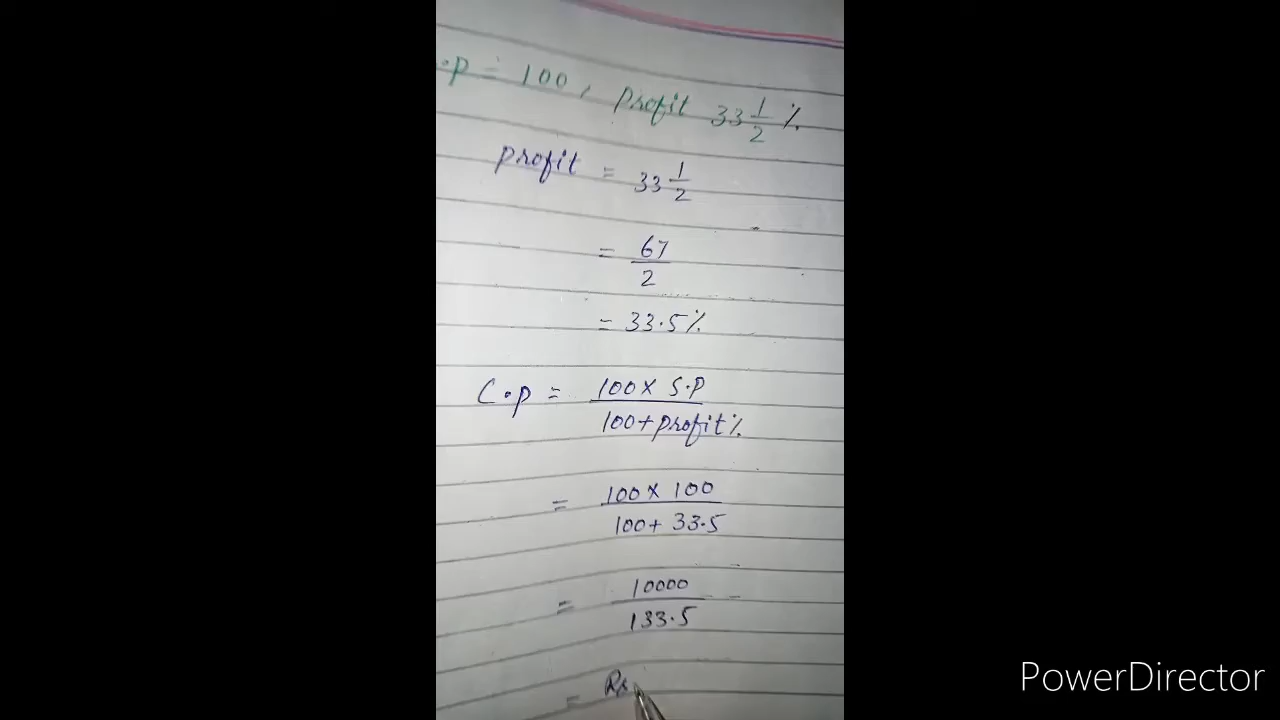 .p = 100, profit 33 1/2 %
profit = 33 1/2
= 67/2
= 33.5%
C.p = 100 x S.P / 100 + profit%
= 100 x 100 / 100 + 33.5
= 10000 / 133.5
= Rs
PowerDirector